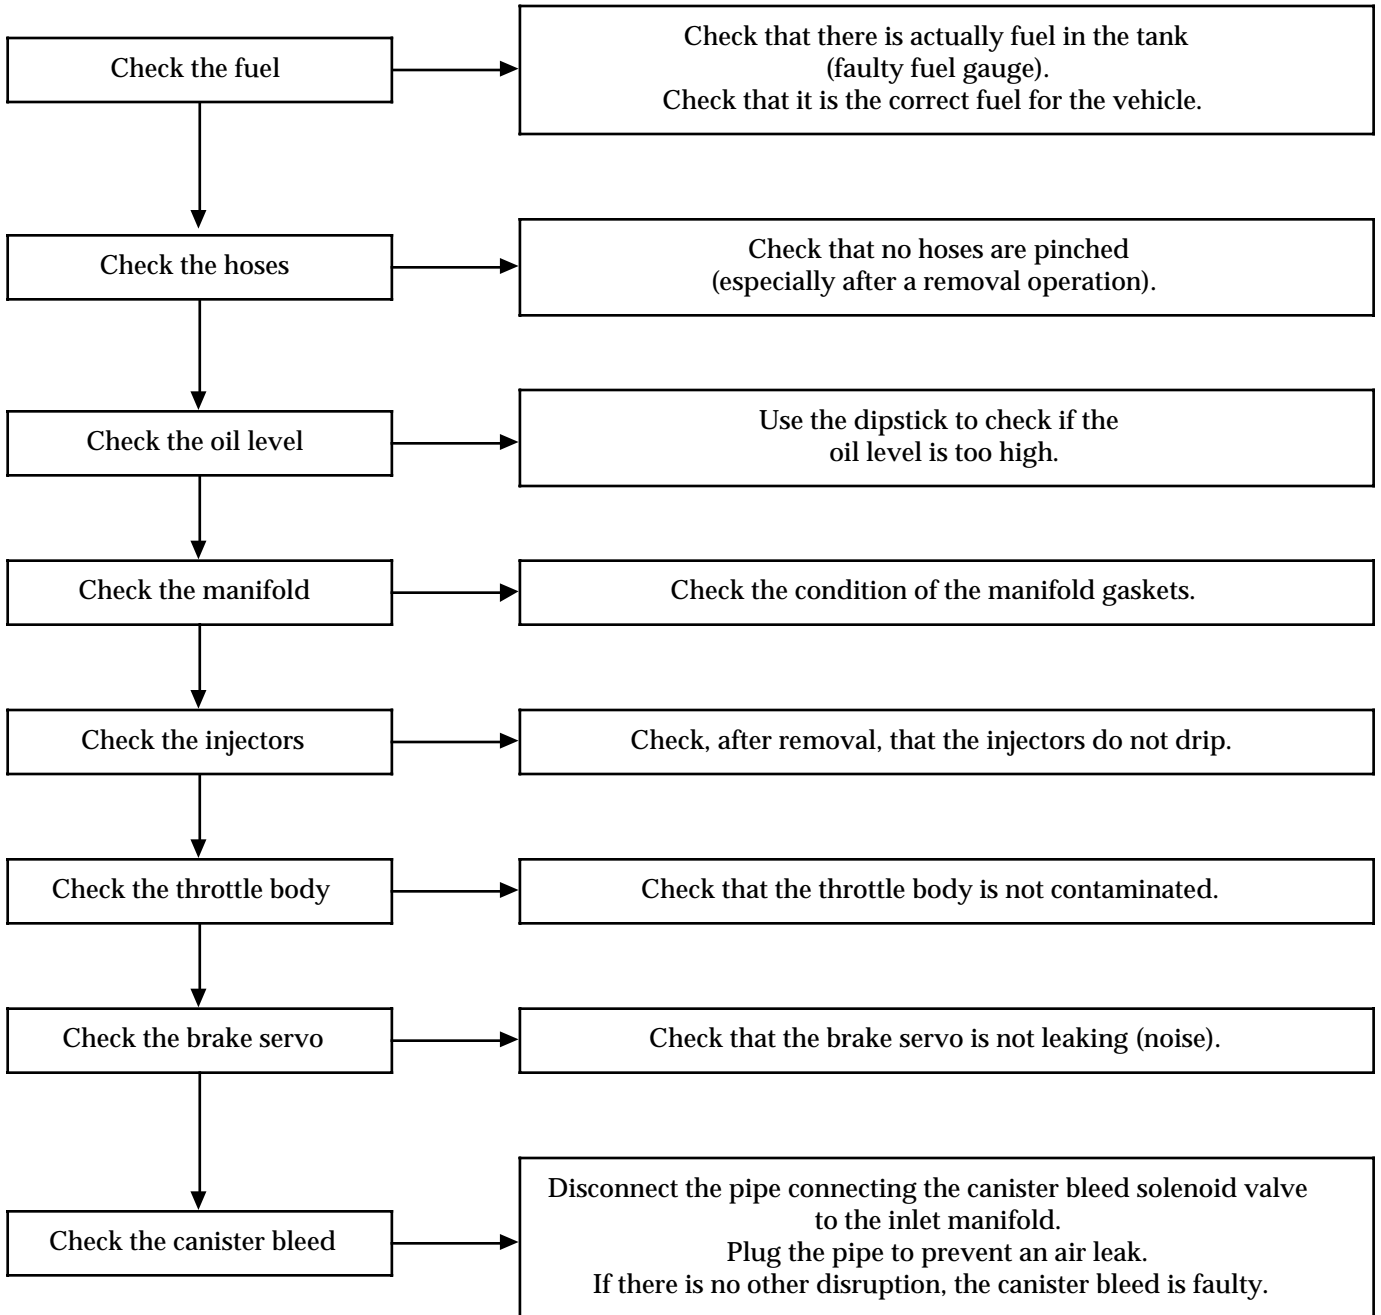 Check the fuel
Check that there is actually fuel in the tank
(faulty fuel gauge).
Check that it is the correct fuel for the vehicle.
Check the hoses
Check that no hoses are pinched
(especially after a removal operation).
Check the oil level
Use the dipstick to check if the
oil level is too high.
Check the manifold
Check the condition of the manifold gaskets.
Check the injectors
Check, after removal, that the injectors do not drip.
Check the throttle body
Check that the throttle body is not contaminated.
Check the brake servo
Check that the brake servo is not leaking (noise).
Check the canister bleed
Disconnect the pipe connecting the canister bleed solenoid valve
to the inlet manifold.
Plug the pipe to prevent an air leak.
If there is no other disruption, the canister bleed is faulty.